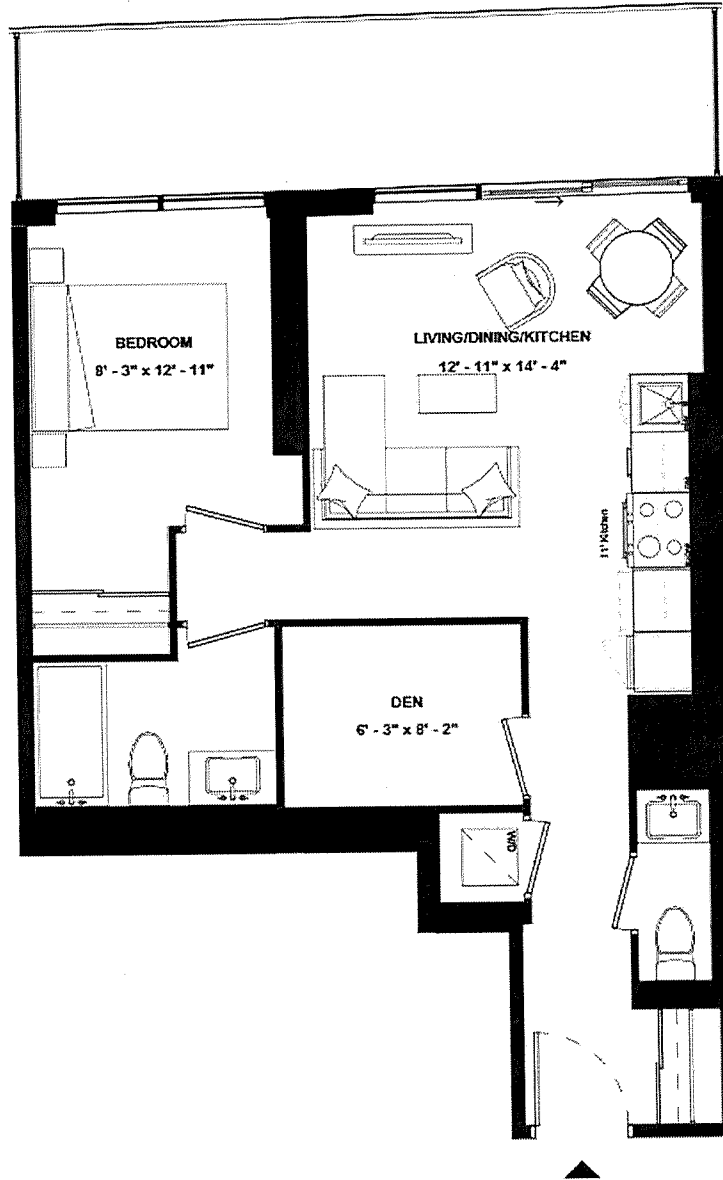 BEDROOM
8' - 3" x 12' - 11"
LIVING/DINING/KITCHEN
12' - 11" x 14' - 4"
11' Kitchen
DEN
6' - 3" x 8' - 2"
W/D